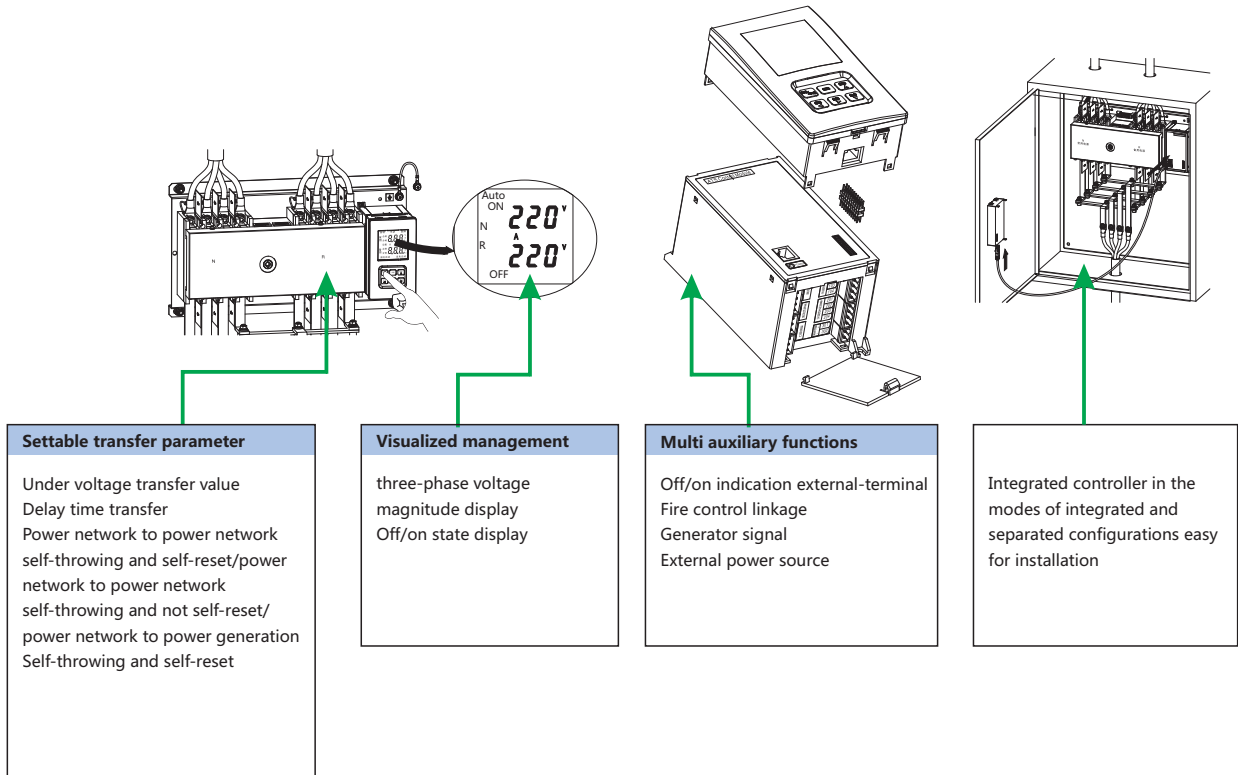 Auto
ON
N
220 V
A
R
220 V
OFF
N
R
Settable transfer parameter
Under voltage transfer value
Delay time transfer
Power network to power network
self-throwing and self-reset/power
network to power network
self-throwing and not self-reset/
power network to power generation
Self-throwing and self-reset
Visualized management
three-phase voltage
magnitude display
Off/on state display
Multi auxiliary functions
Off/on indication external-terminal
Fire control linkage
Generator signal
External power source
Integrated controller in the
modes of integrated and
separated configurations easy
for installation